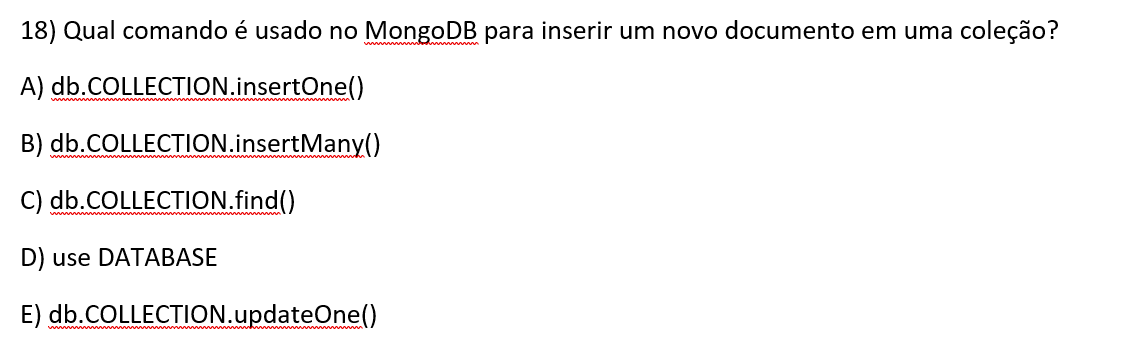 18) Qual comando é usado no MongoDB para inserir um novo documento em uma coleção?
A) db.COLLECTION.insertOne()
B) db.COLLECTION.insertMany()
C) db.COLLECTION.find()
D) use DATABASE
E) db.COLLECTION.updateOne()